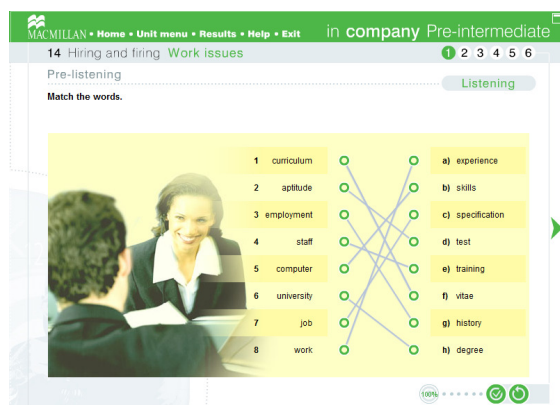 MACMILLAN • Home • Unit menu • Results • Help • Exit in company Pre-intermediate
14 Hiring and firing Work issues 1 2 3 4 5 6
Pre-listening
Listening
Match the words.
1 curriculum a) experience
2 aptitude b) skills
3 employment c) specification
4 staff d) test
5 computer e) training
6 university f) vitae
7 job g) history
8 work h) degree
100%